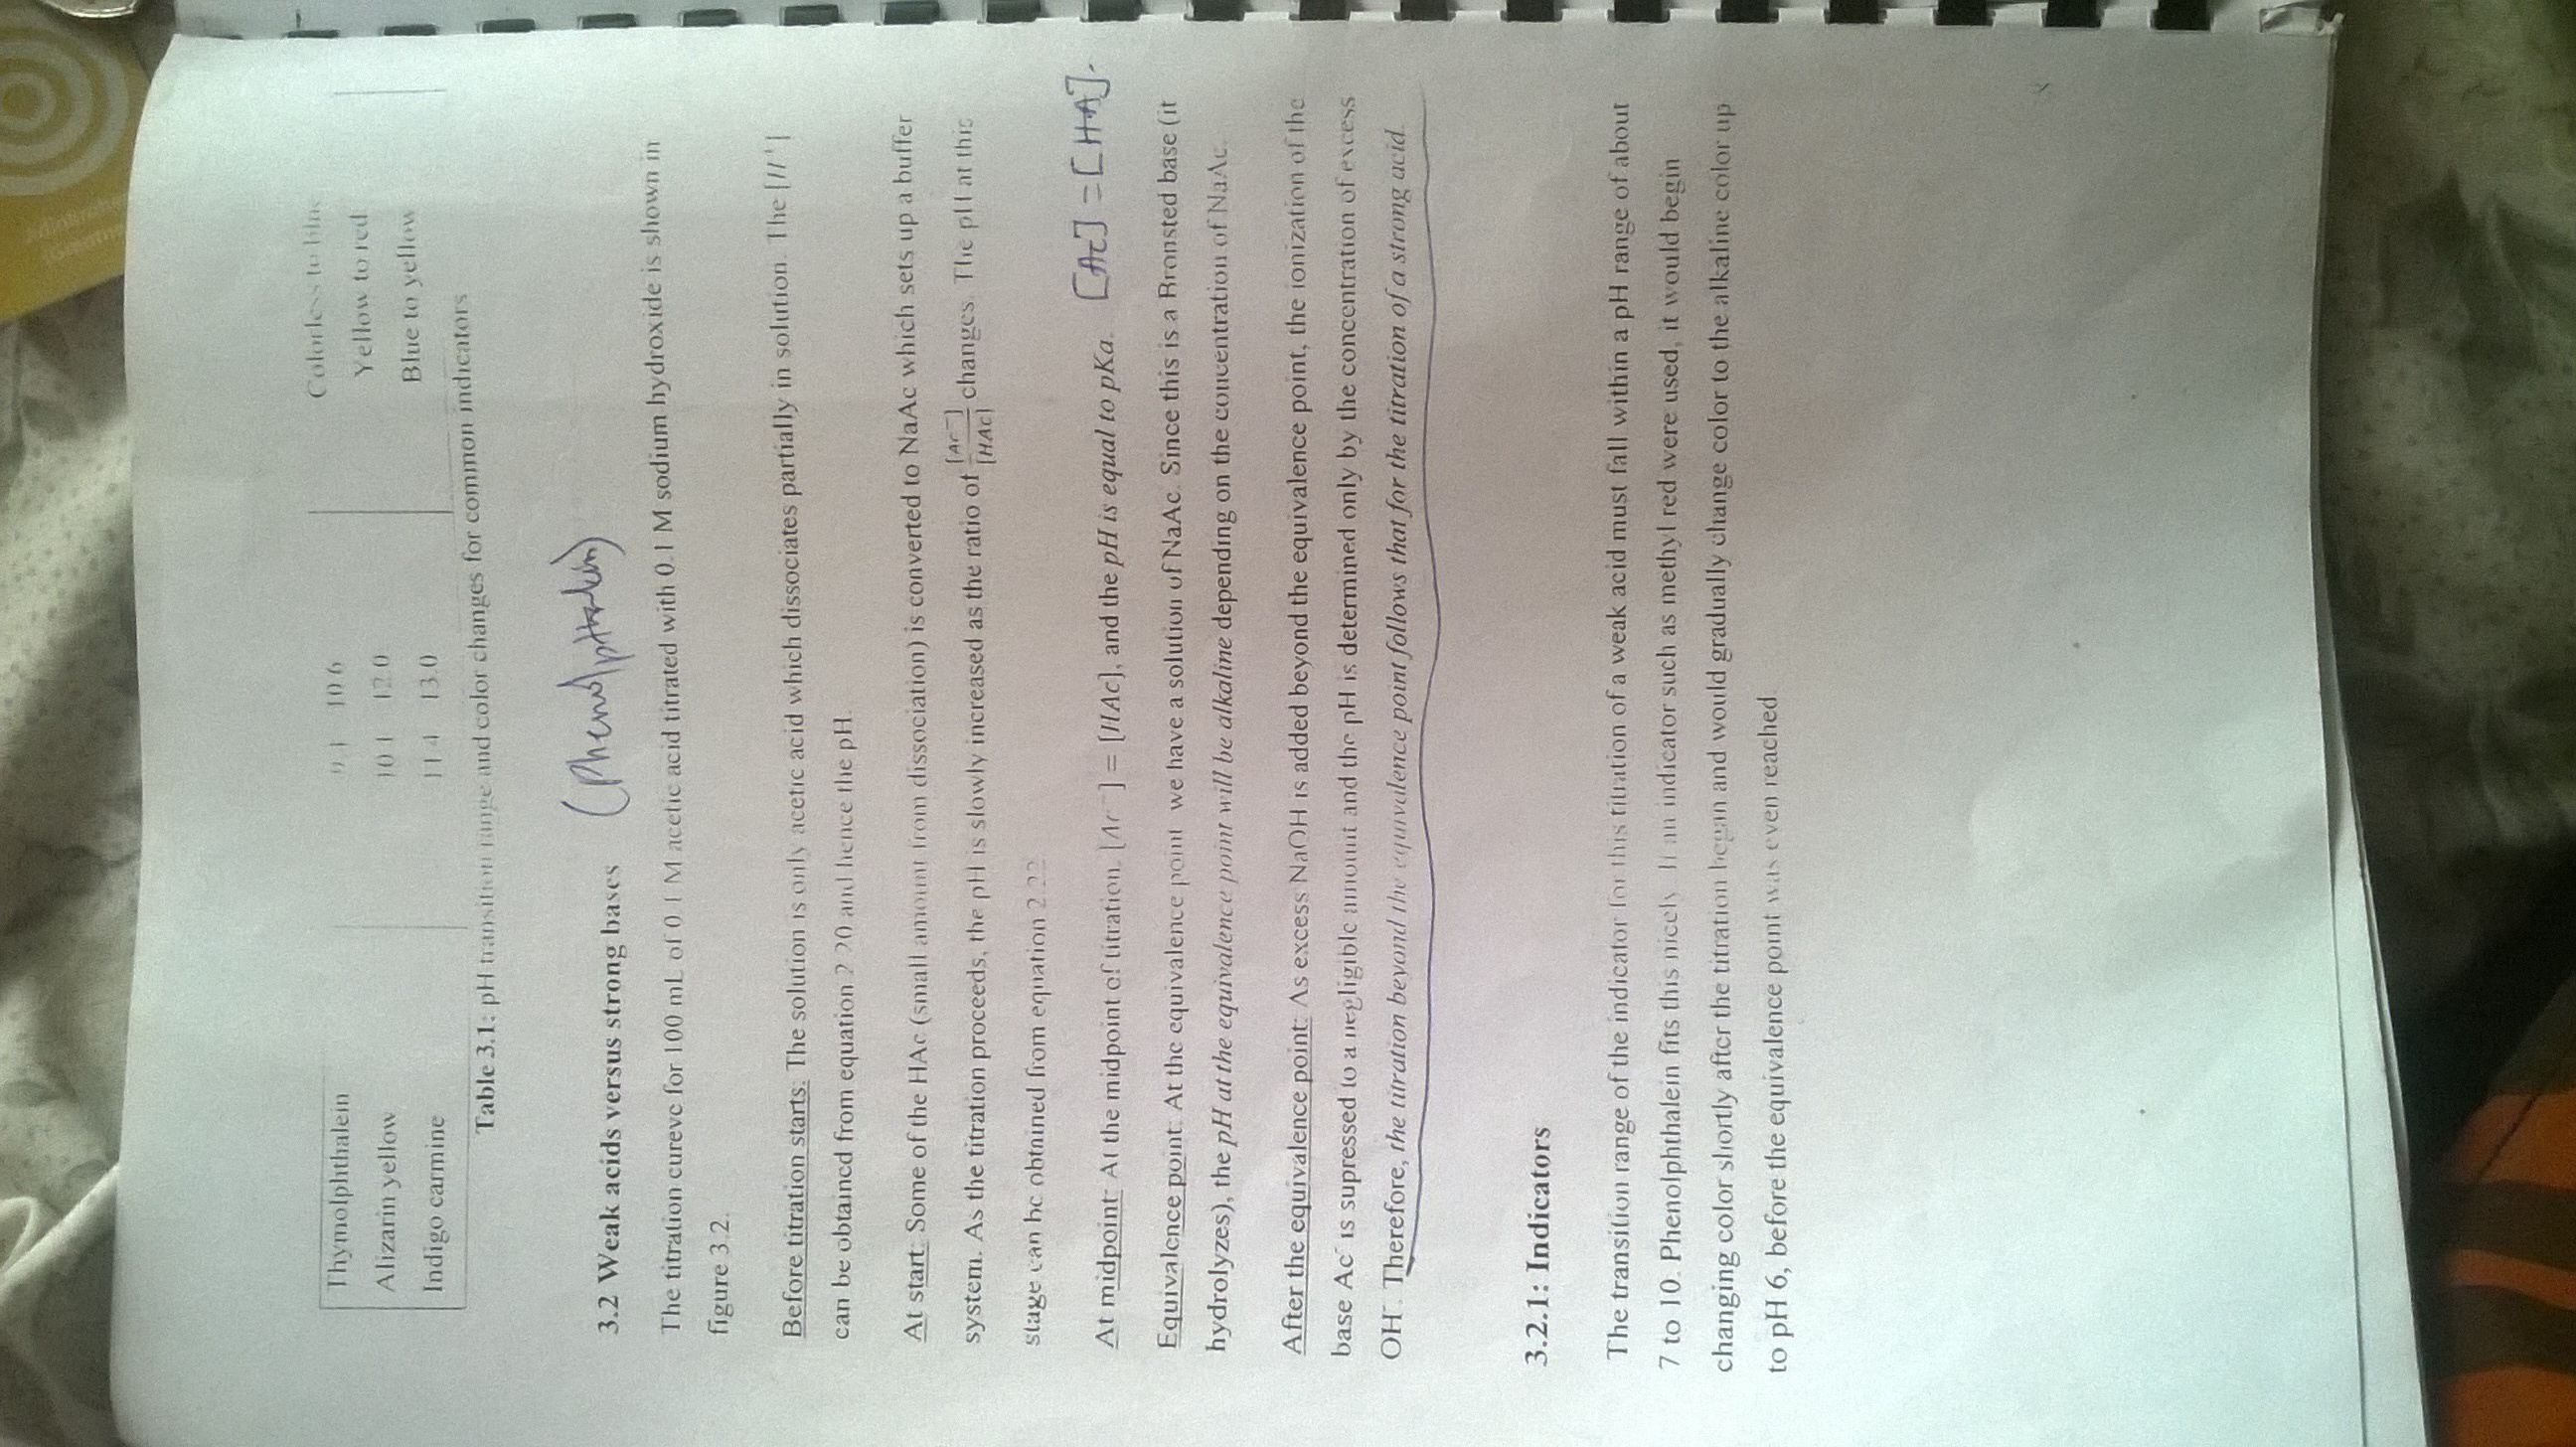 Thymolphthalein 9.4 10.6 Colorless to blue
Alizarin yellow 10.1 12.0 Yellow to red
Indigo carmine 11.4 13.0 Blue to yellow
Table 3.1: pH transition range and color changes for common indicators
3.2 Weak acids versus strong bases (Phenolpthalein)
The titration cureve for 100 mL of 0.1 M acetic acid titrated with 0.1 M sodium hydroxide is shown in
figure 3.2.
Before titration starts: The solution is only acetic acid which dissociates partially in solution. The [H⁺]
can be obtained from equation 2.20 and hence the pH.
At start: Some of the HAc (small amount from dissociation) is converted to NaAc which sets up a buffer
system. As the titration proceeds, the pH is slowly increased as the ratio of [Ac⁻]/[HAc] changes. The pH at this
stage can be obtained from equation 2.22
At midpoint: At the midpoint of titration, [Ac⁻] = [HAc], and the pH is equal to pKa. [Ac] = [HA].
Equivalence point: At the equivalence point we have a solution of NaAc. Since this is a Bronsted base (it
hydrolyzes), the pH at the equivalence point will be alkaline depending on the concentration of NaAc.
After the equivalence point: As excess NaOH is added beyond the equivalence point, the ionization of the
base Ac⁻ is supressed to a negligible amount and the pH is determined only by the concentration of excess
OH⁻. Therefore, the titration beyond the equivalence point follows that for the titration of a strong acid.
3.2.1: Indicators
The transition range of the indicator for this titration of a weak acid must fall within a pH range of about
7 to 10. Phenolphthalein fits this nicely. If an indicator such as methyl red were used, it would begin
changing color shortly after the titration began and would gradually change color to the alkaline color up
to pH 6, before the equivalence point was even reached.